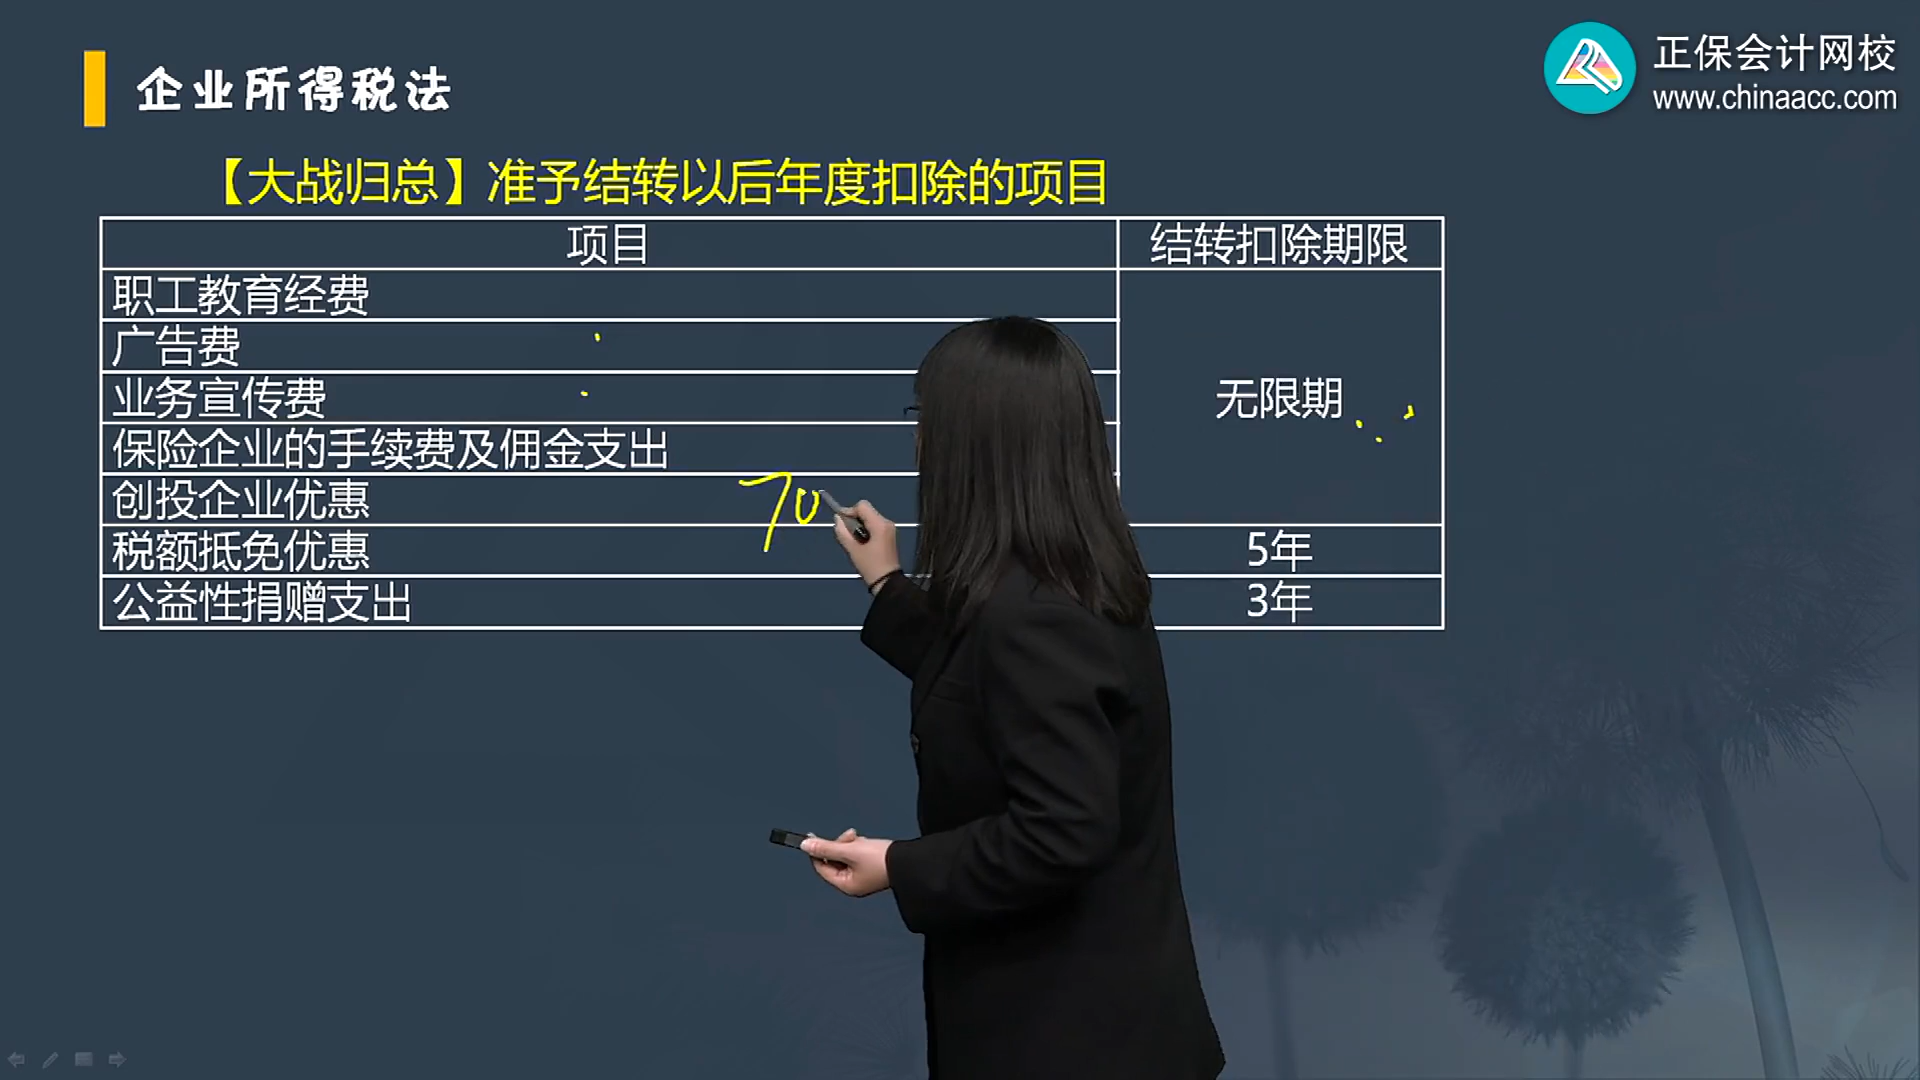 正保会计网校
www.chinaacc.com
企业所得税法
【大战归总】准予结转以后年度扣除的项目
项目 结转扣除期限
职工教育经费
广告费
业务宣传费 无限期
保险企业的手续费及佣金支出
创投企业优惠 70
税额抵免优惠 5年
公益性捐赠支出 3年